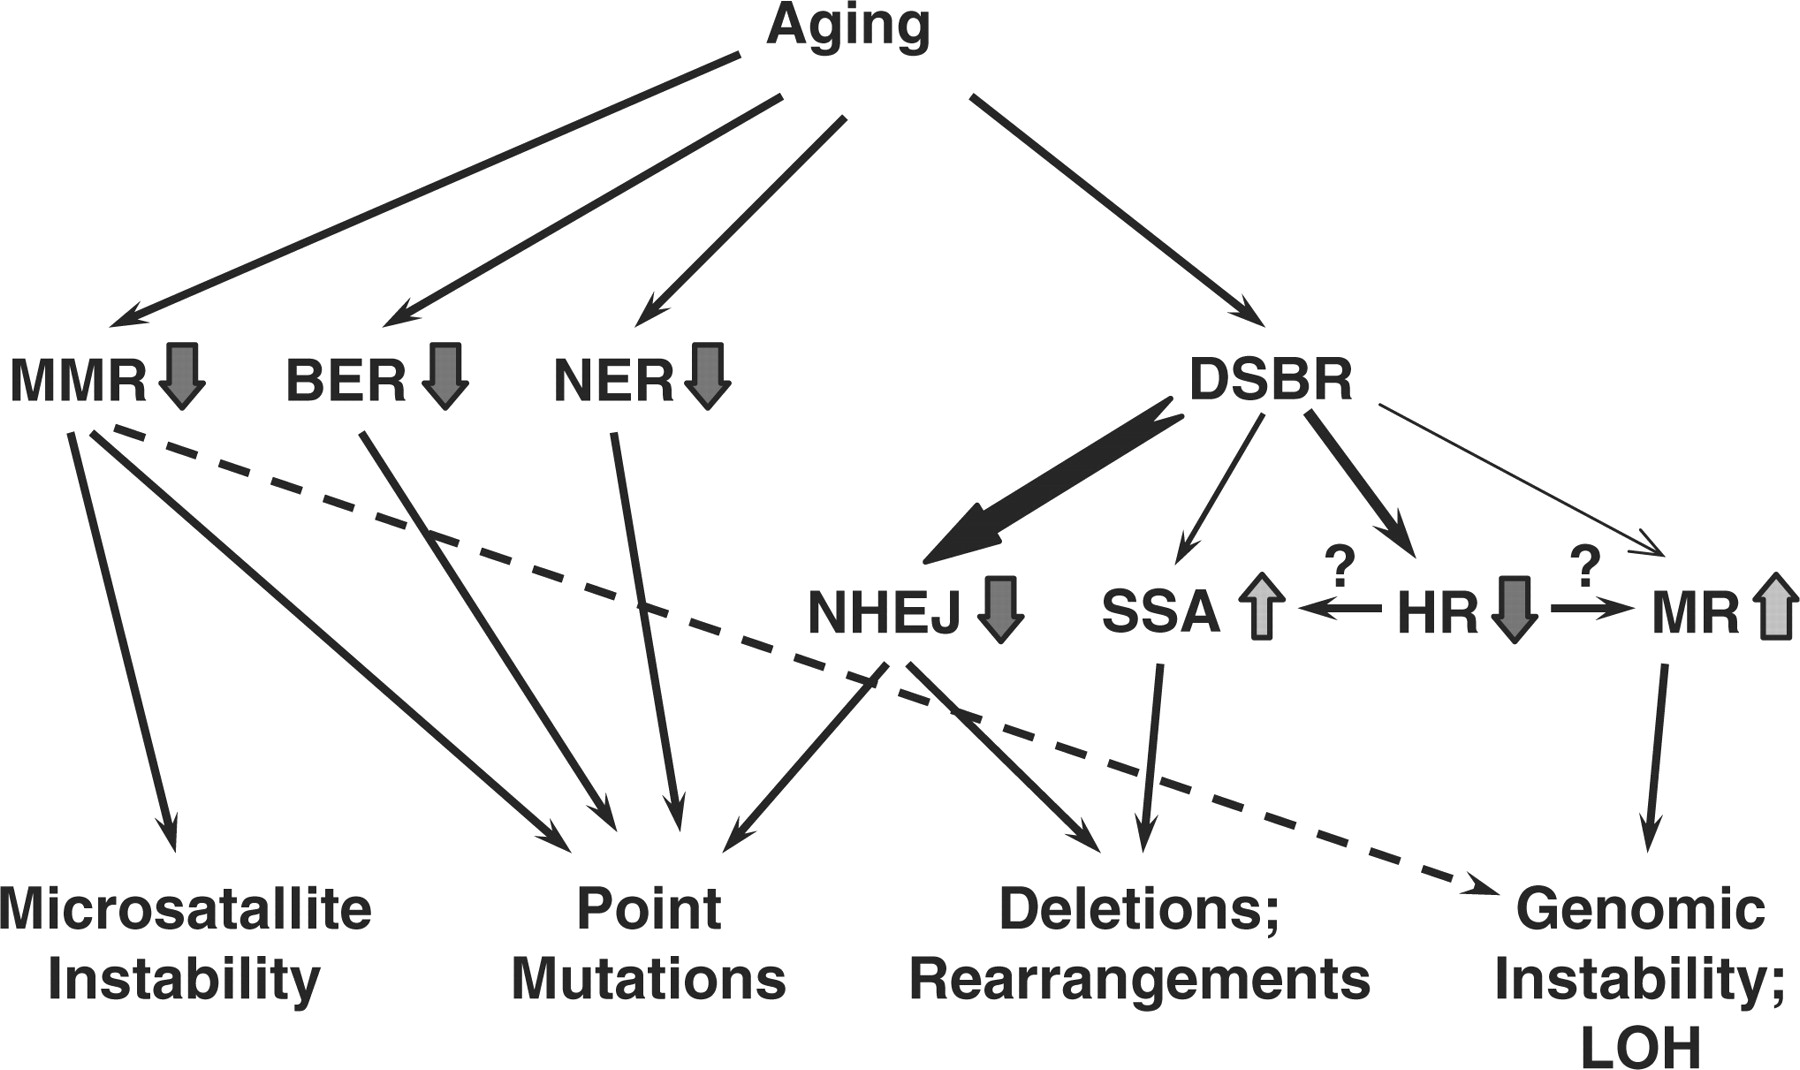 Aging
MMR BER NER DSBR
? ?
NHEJ SSA HR MR
Microsatallite
Instability
Point
Mutations
Deletions;
Rearrangements
Genomic
Instability;
LOH